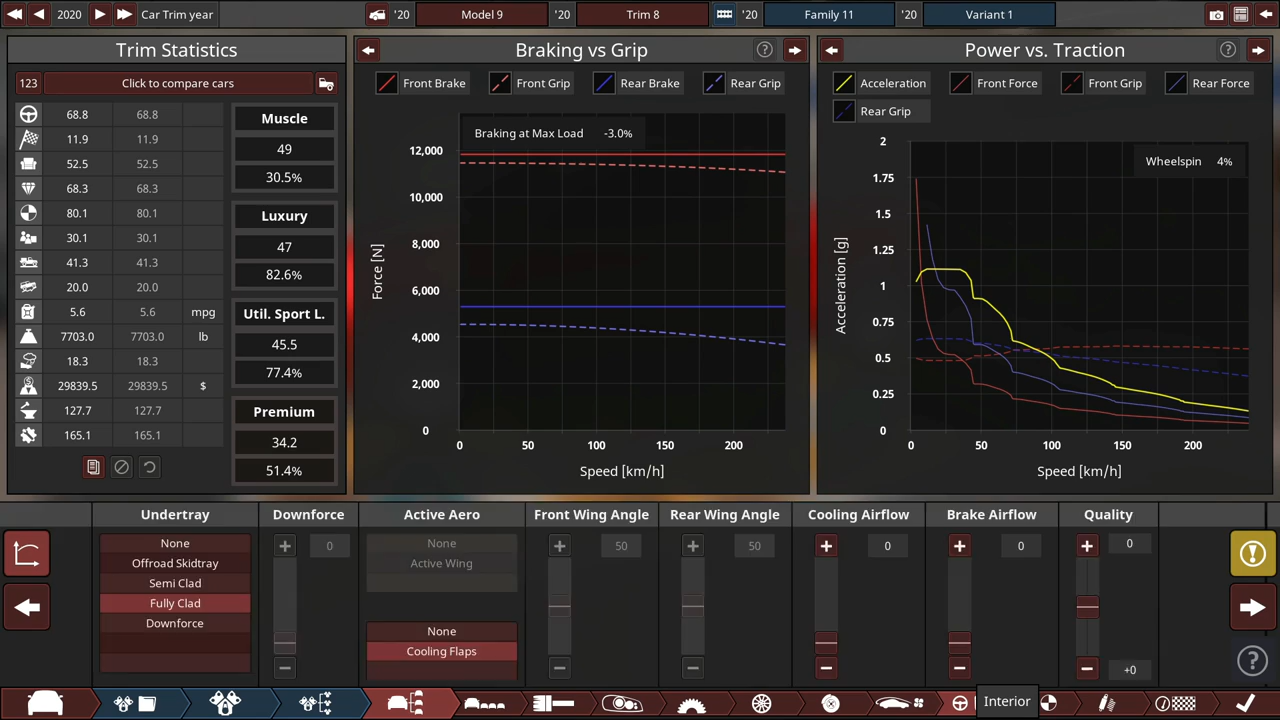 2020 Car Trim year '20 Model 9 '20 Trim 8 '20 Family 11 '20 Variant 1
Trim Statistics
123 Click to compare cars
68.8 68.8
11.9 11.9
52.5 52.5
68.3 68.3
80.1 80.1
30.1 30.1
41.3 41.3
20.0 20.0
5.6 5.6 mpg
7703.0 7703.0 lb
18.3 18.3
29839.5 29839.5 $
127.7 127.7
165.1 165.1
Muscle
49
30.5%
Luxury
47
82.6%
Util. Sport L.
45.5
77.4%
Premium
34.2
51.4%
Braking vs Grip ?
Front Brake Front Grip Rear Brake Rear Grip
Braking at Max Load -3.0%
Force [N]
12,000
10,000
8,000
6,000
4,000
2,000
0
0 50 100 150 200
Speed [km/h]
Power vs. Traction ?
Acceleration Front Force Front Grip Rear Force
Rear Grip
Wheelspin 4%
Acceleration [g]
2
1.75
1.5
1.25
1
0.75
0.5
0.25
0
0 50 100 150 200
Speed [km/h]
Undertray
None
Offroad Skidtray
Semi Clad
Fully Clad
Downforce
Downforce
0
Active Aero
None
Active Wing
None
Cooling Flaps
Front Wing Angle
50
Rear Wing Angle
50
Cooling Airflow
0
Brake Airflow
0
Quality
0
+0
?
Interior